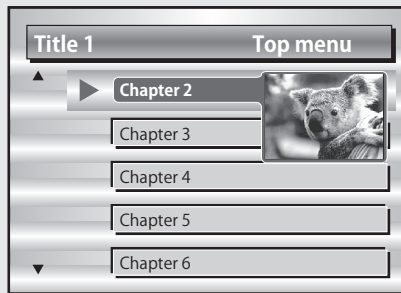 Title 1 Top menu
Chapter 2
Chapter 3
Chapter 4
Chapter 5
Chapter 6